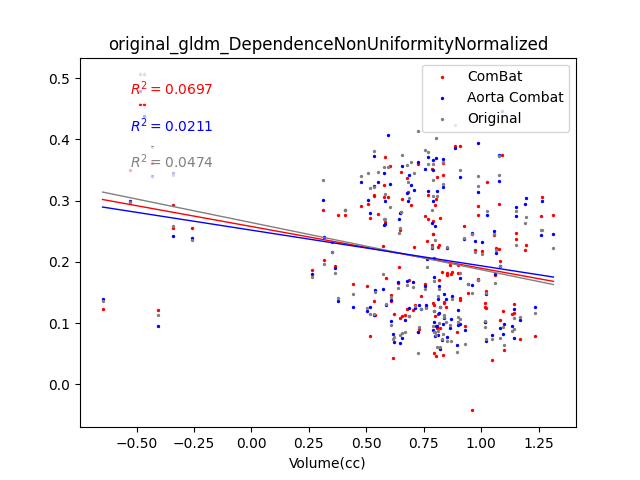 original_gldm_DependenceNonUniformityNormalized
R² = 0.0697
R² = 0.0211
R² = 0.0474
ComBat
Aorta Combat
Original
0.5
0.4
0.3
0.2
0.1
0.0
−0.50 −0.25 0.00 0.25 0.50 0.75 1.00 1.25
Volume(cc)